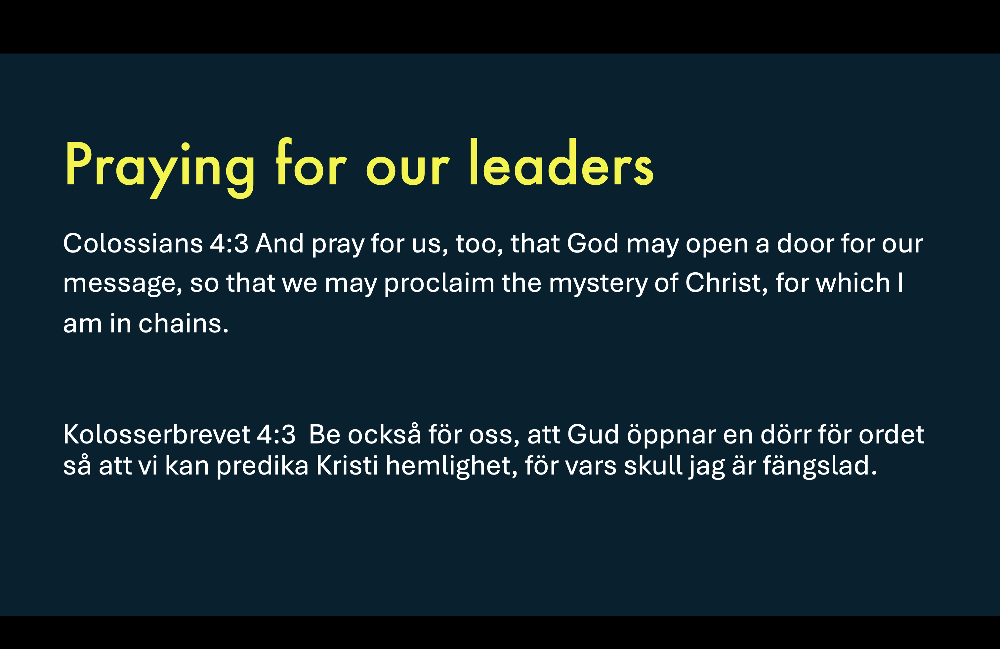 Praying for our leaders
Colossians 4:3 And pray for us, too, that God may open a door for our
message, so that we may proclaim the mystery of Christ, for which I
am in chains.
Kolosserbrevet 4:3  Be också för oss, att Gud öppnar en dörr för ordet
så att vi kan predika Kristi hemlighet, för vars skull jag är fängslad.